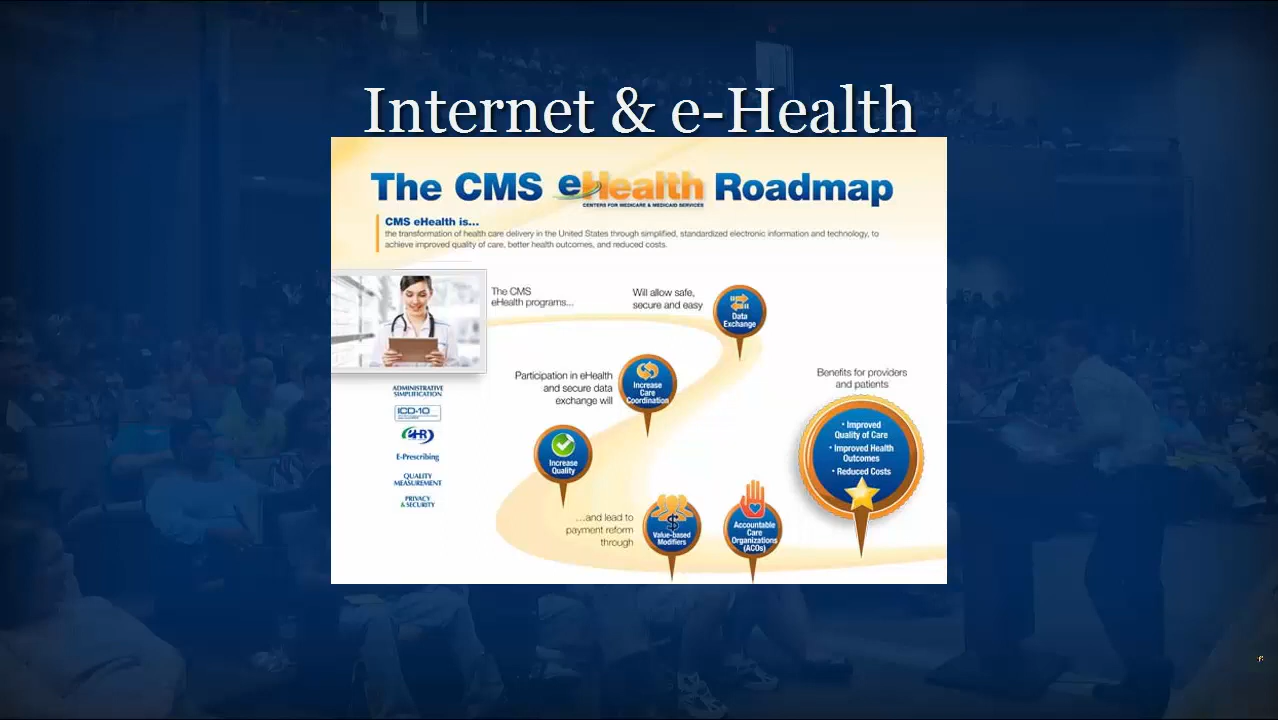 Internet & e-Health
The CMS eHealth Roadmap
CENTERS FOR MEDICARE & MEDICAID SERVICES
CMS eHealth is...
the transformation of health care delivery in the United States through simplified, standardized electronic information and technology, to
achieve improved quality of care, better health outcomes, and reduced costs.
The CMS
eHealth programs...
Will allow safe,
secure and easy
Data
Exchange
Participation in eHealth
and secure data
exchange will
Increase
Care
Coordination
Increase
Quality
Benefits for providers
and patients
• Improved
Quality of Care
• Improved Health
Outcomes
• Reduced Costs
ADMINISTRATIVE
SIMPLIFICATION
ICD-10
eHR
E-Prescribing
QUALITY
MEASUREMENT
PRIVACY
& SECURITY
...and lead to
payment reform
through
$
Value-based
Modifiers
Accountable
Care
Organizations
(ACOs)